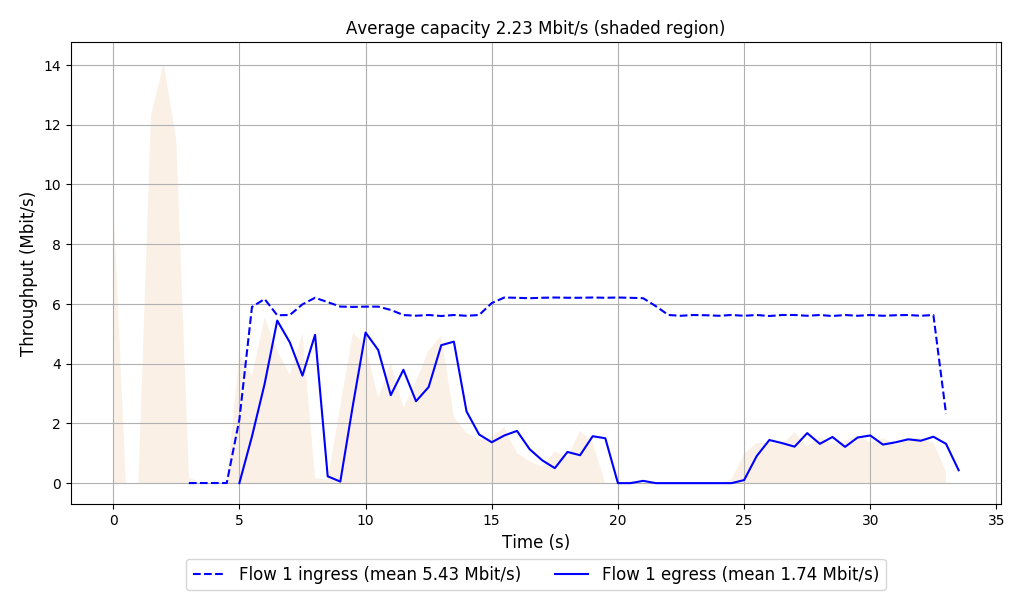 Average capacity 2.23 Mbit/s (shaded region)
Throughput (Mbit/s)
14
12
10
8
6
4
2
0
0 5 10 15 20 25 30 35
Time (s)
Flow 1 ingress (mean 5.43 Mbit/s) Flow 1 egress (mean 1.74 Mbit/s)